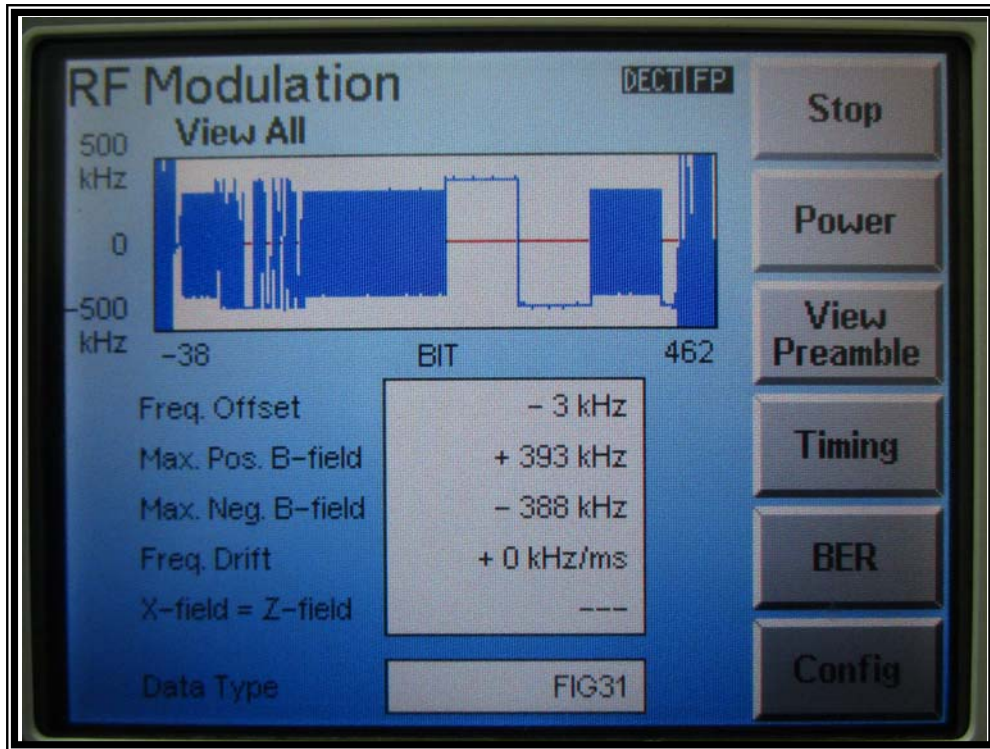 RF Modulation
DECT FP
View All
500
kHz
0
-500
kHz
-38
BIT
462
Freq. Offset
- 3 kHz
Max. Pos. B-field
+ 393 kHz
Max. Neg. B-field
- 388 kHz
Freq. Drift
+ 0 kHz/ms
X-field = Z-field
---
Data Type
FIG31
Stop
Power
View
Preamble
Timing
BER
Config